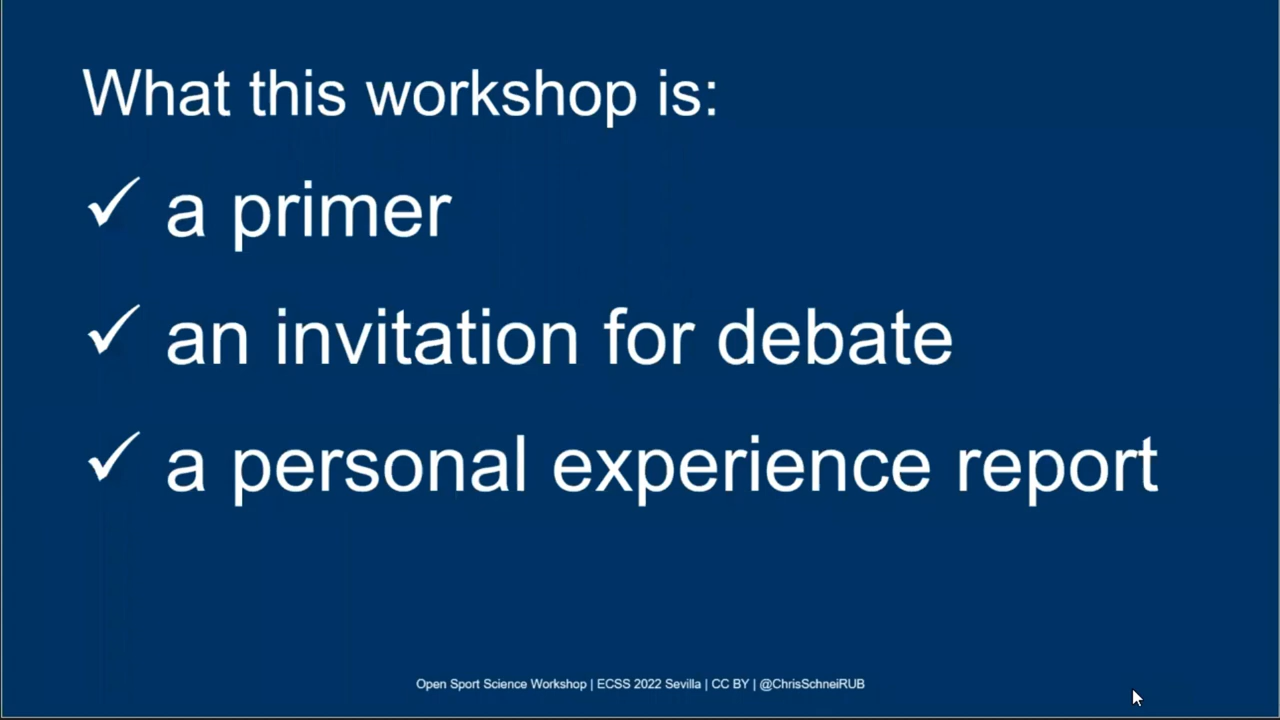 What this workshop is:
✓ a primer
✓ an invitation for debate
✓ a personal experience report
Open Sport Science Workshop | ECSS 2022 Sevilla | CC BY | @ChrisSchneiRUB